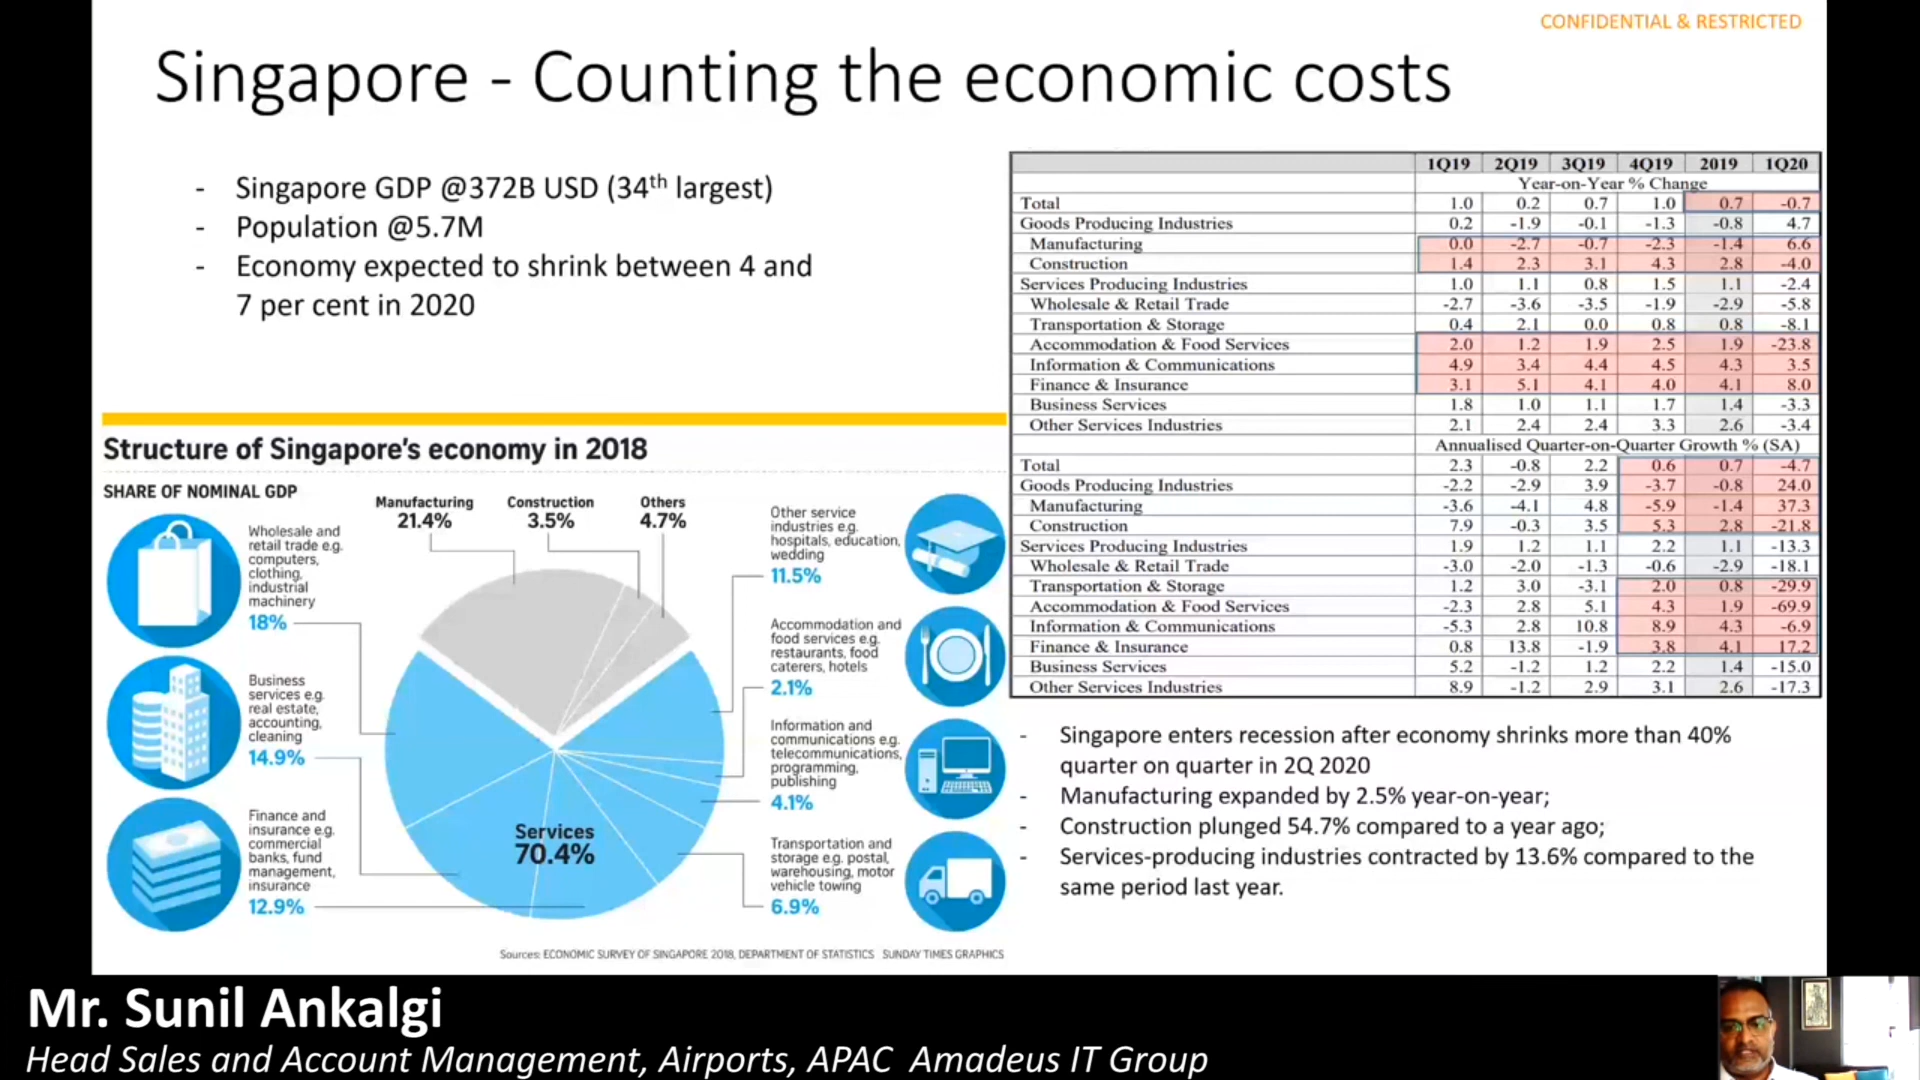 CONFIDENTIAL & RESTRICTED
Singapore - Counting the economic costs
- Singapore GDP @372B USD (34th largest)
- Population @5.7M
- Economy expected to shrink between 4 and
7 per cent in 2020
1Q19 2Q19 3Q19 4Q19 2019 1Q20
Year-on-Year % Change
Total 1.0 0.2 0.7 1.0 0.7 -0.7
Goods Producing Industries 0.2 -1.9 -0.1 -1.3 -0.8 4.7
Manufacturing 0.0 -2.7 -0.7 -2.3 -1.4 6.6
Construction 1.4 2.3 3.1 4.3 2.8 -4.0
Services Producing Industries 1.0 1.1 0.8 1.5 1.1 -2.4
Wholesale & Retail Trade -2.7 -3.6 -3.5 -1.9 -2.9 -5.8
Transportation & Storage 0.4 2.1 0.0 0.8 0.8 -8.1
Accommodation & Food Services 2.0 1.2 1.9 2.5 1.9 -23.8
Information & Communications 4.9 3.4 4.4 4.5 4.3 3.5
Finance & Insurance 3.1 5.1 4.1 4.0 4.1 8.0
Business Services 1.8 1.0 1.1 1.7 1.4 -3.3
Other Services Industries 2.1 2.4 2.4 3.3 2.6 -3.4
Annualised Quarter-on-Quarter Growth % (SA)
Total 2.3 -0.8 2.2 0.6 0.7 -4.7
Goods Producing Industries -2.2 -2.9 3.9 -3.7 -0.8 24.0
Manufacturing -3.6 -4.1 4.8 -5.9 -1.4 37.3
Construction 7.9 -0.3 3.5 5.3 2.8 -21.8
Services Producing Industries 1.9 1.2 1.1 2.2 1.1 -13.3
Wholesale & Retail Trade -3.0 -2.0 -1.3 -0.6 -2.9 -18.1
Transportation & Storage 1.2 3.0 -3.1 2.0 0.8 -29.9
Accommodation & Food Services -2.3 2.8 5.1 4.3 1.9 -69.9
Information & Communications -5.3 2.8 10.8 8.9 4.3 -6.9
Finance & Insurance 0.8 13.8 -1.9 3.8 4.1 17.2
Business Services 5.2 -1.2 1.2 2.2 1.4 -15.0
Other Services Industries 8.9 -1.2 2.9 3.1 2.6 -17.3
Structure of Singapore's economy in 2018
SHARE OF NOMINAL GDP
Wholesale and
retail trade e.g.
computers,
clothing,
industrial
machinery
18%
Business
services e.g.
real estate,
accounting,
cleaning
14.9%
Finance and
insurance e.g.
commercial
banks, fund
management,
insurance
12.9%
Manufacturing
21.4%
Construction
3.5%
Others
4.7%
Services
70.4%
Other service
industries e.g.
hospitals, education,
wedding
11.5%
Accommodation and
food services e.g.
restaurants, food
caterers, hotels
2.1%
Information and
communications e.g.
telecommunications,
programming,
publishing
4.1%
Transportation and
storage e.g. postal,
warehousing, motor
vehicle towing
6.9%
Sources: ECONOMIC SURVEY OF SINGAPORE 2018, DEPARTMENT OF STATISTICS SUNDAY TIMES GRAPHICS
- Singapore enters recession after economy shrinks more than 40%
quarter on quarter in 2Q 2020
- Manufacturing expanded by 2.5% year-on-year;
- Construction plunged 54.7% compared to a year ago;
- Services-producing industries contracted by 13.6% compared to the
same period last year.
Mr. Sunil Ankalgi
Head Sales and Account Management, Airports, APAC Amadeus IT Group